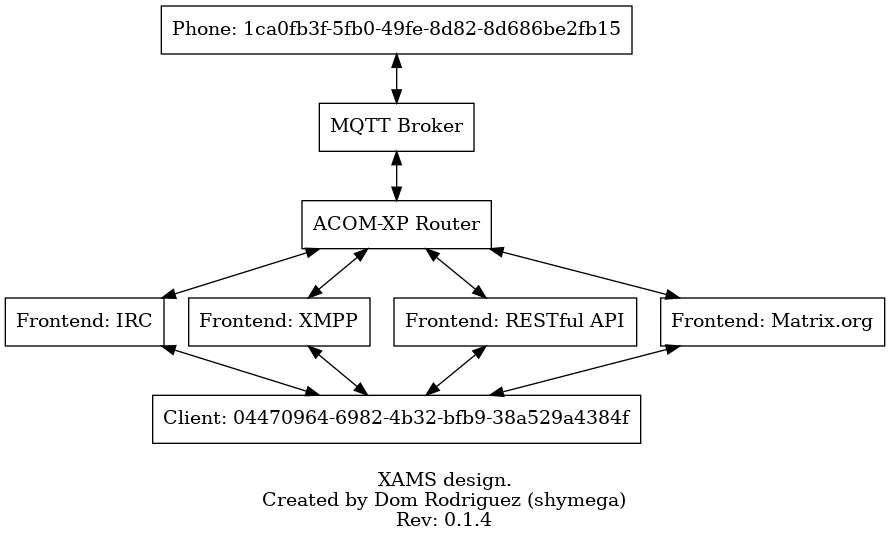 Phone: 1ca0fb3f-5fb0-49fe-8d82-8d686be2fb15
MQTT Broker
ACOM-XP Router
Frontend: IRC
Frontend: XMPP
Frontend: RESTful API
Frontend: Matrix.org
Client: 04470964-6982-4b32-bfb9-38a529a4384f
XAMS design.
Created by Dom Rodriguez (shymega)
Rev: 0.1.4